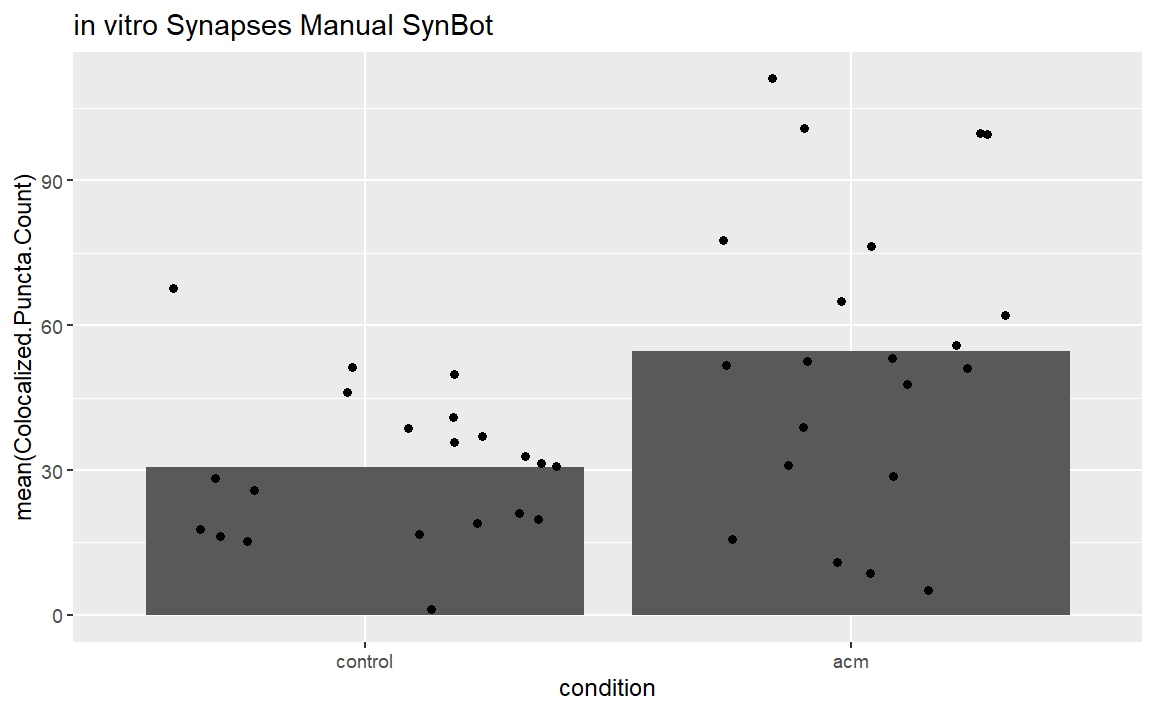 in vitro Synapses Manual SynBot
mean(Colocalized.Puncta.Count)
90
60
30
0
control
acm
condition